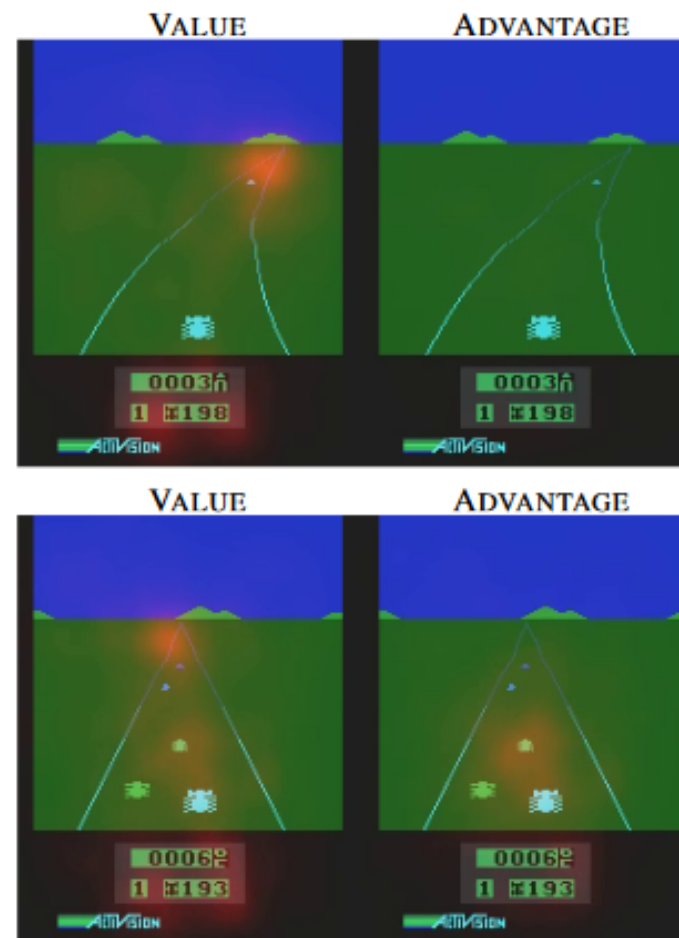 VALUE ADVANTAGE
0003 0003
1 198 1 198
ACTIVISION ACTIVISION
VALUE ADVANTAGE
0006 0006
1 193 1 193
ACTIVISION ACTIVISION